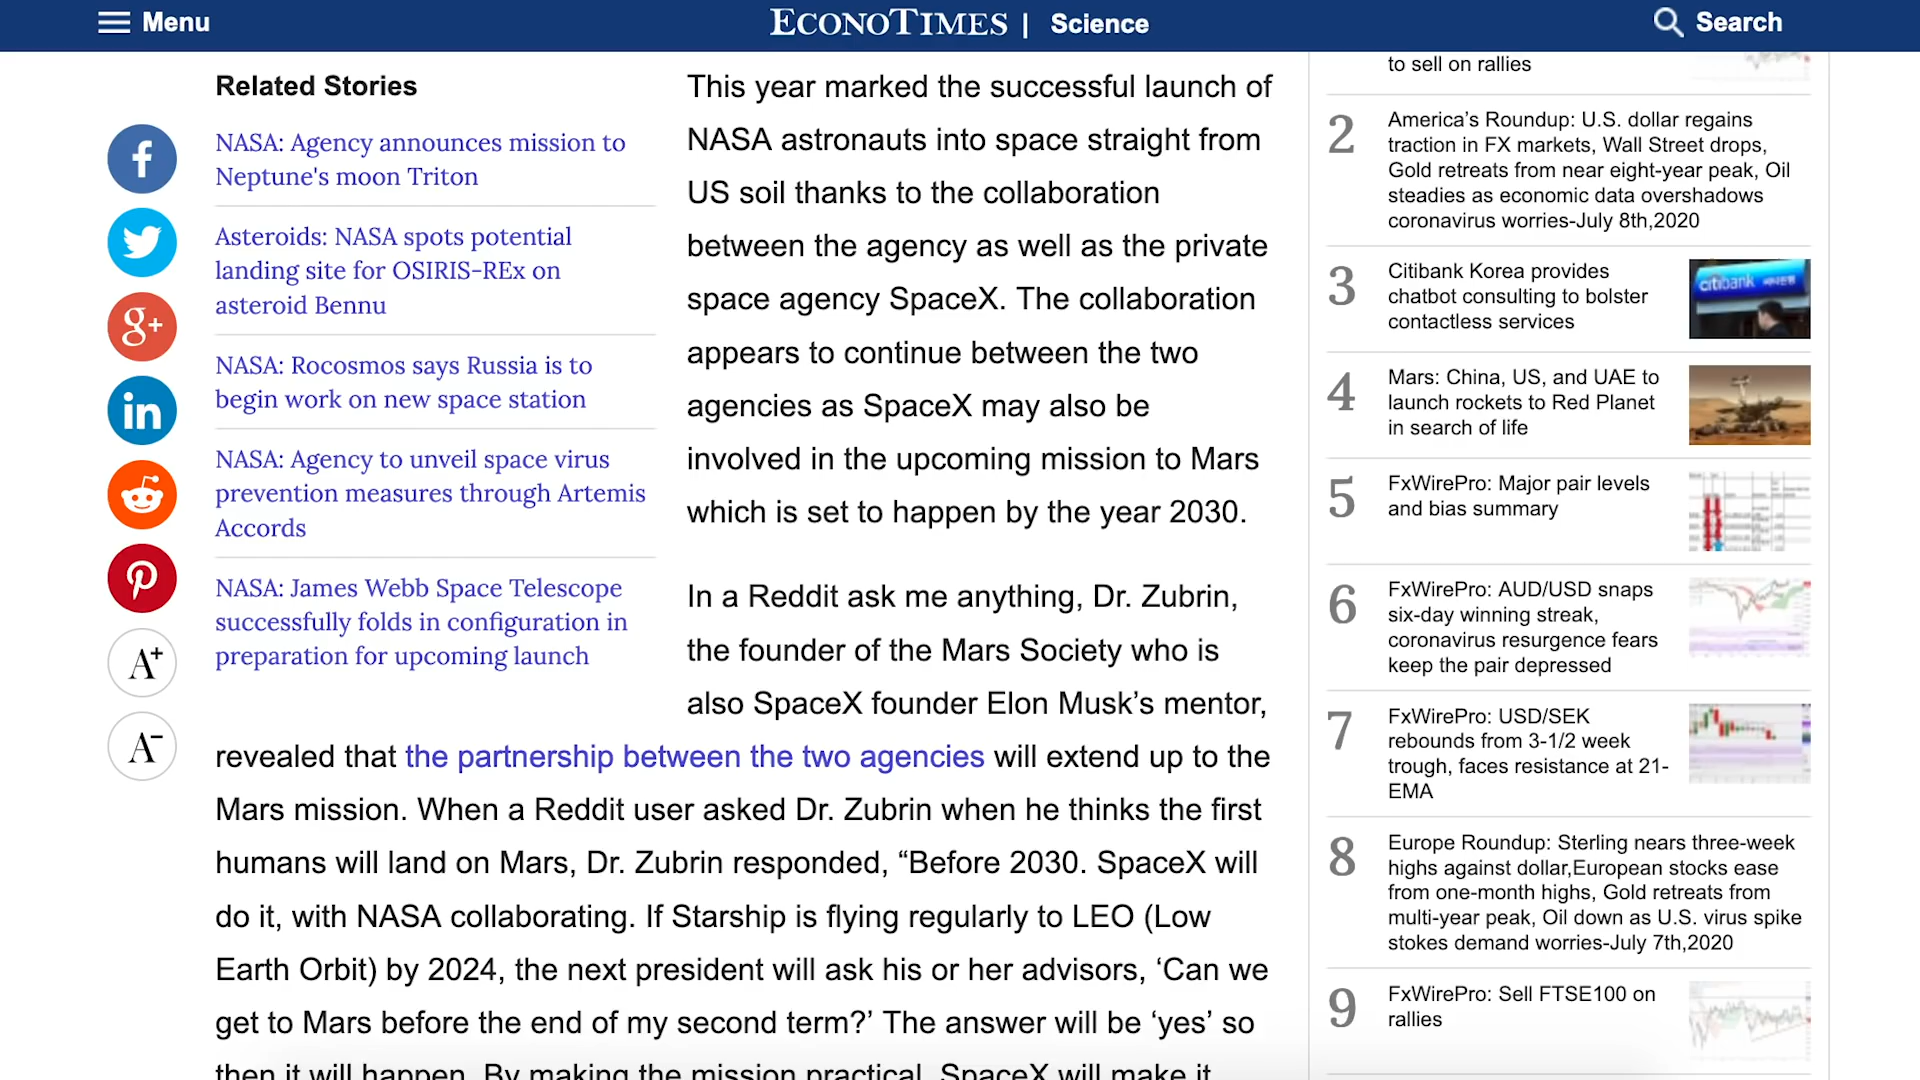 Menu
ECONOTIMES | Science
Search
Related Stories
NASA: Agency announces mission to
Neptune's moon Triton
Asteroids: NASA spots potential
landing site for OSIRIS-REx on
asteroid Bennu
NASA: Rocosmos says Russia is to
begin work on new space station
NASA: Agency to unveil space virus
prevention measures through Artemis
Accords
NASA: James Webb Space Telescope
successfully folds in configuration in
preparation for upcoming launch
f
g+
in
A+
A-
This year marked the successful launch of
NASA astronauts into space straight from
US soil thanks to the collaboration
between the agency as well as the private
space agency SpaceX. The collaboration
appears to continue between the two
agencies as SpaceX may also be
involved in the upcoming mission to Mars
which is set to happen by the year 2030.
In a Reddit ask me anything, Dr. Zubrin,
the founder of the Mars Society who is
also SpaceX founder Elon Musk’s mentor,
revealed that the partnership between the two agencies will extend up to the
Mars mission. When a Reddit user asked Dr. Zubrin when he thinks the first
humans will land on Mars, Dr. Zubrin responded, “Before 2030. SpaceX will
do it, with NASA collaborating. If Starship is flying regularly to LEO (Low
Earth Orbit) by 2024, the next president will ask his or her advisors, ‘Can we
get to Mars before the end of my second term?’ The answer will be ‘yes’ so
then it will happen. By making the mission practical, SpaceX will make it
to sell on rallies
2
America’s Roundup: U.S. dollar regains
traction in FX markets, Wall Street drops,
Gold retreats from near eight-year peak, Oil
steadies as economic data overshadows
coronavirus worries-July 8th,2020
3
Citibank Korea provides
chatbot consulting to bolster
contactless services
citibank
4
Mars: China, US, and UAE to
launch rockets to Red Planet
in search of life
5
FxWirePro: Major pair levels
and bias summary
6
FxWirePro: AUD/USD snaps
six-day winning streak,
coronavirus resurgence fears
keep the pair depressed
7
FxWirePro: USD/SEK
rebounds from 3-1/2 week
trough, faces resistance at 21-
EMA
8
Europe Roundup: Sterling nears three-week
highs against dollar,European stocks ease
from one-month highs, Gold retreats from
multi-year peak, Oil down as U.S. virus spike
stokes demand worries-July 7th,2020
9
FxWirePro: Sell FTSE100 on
rallies